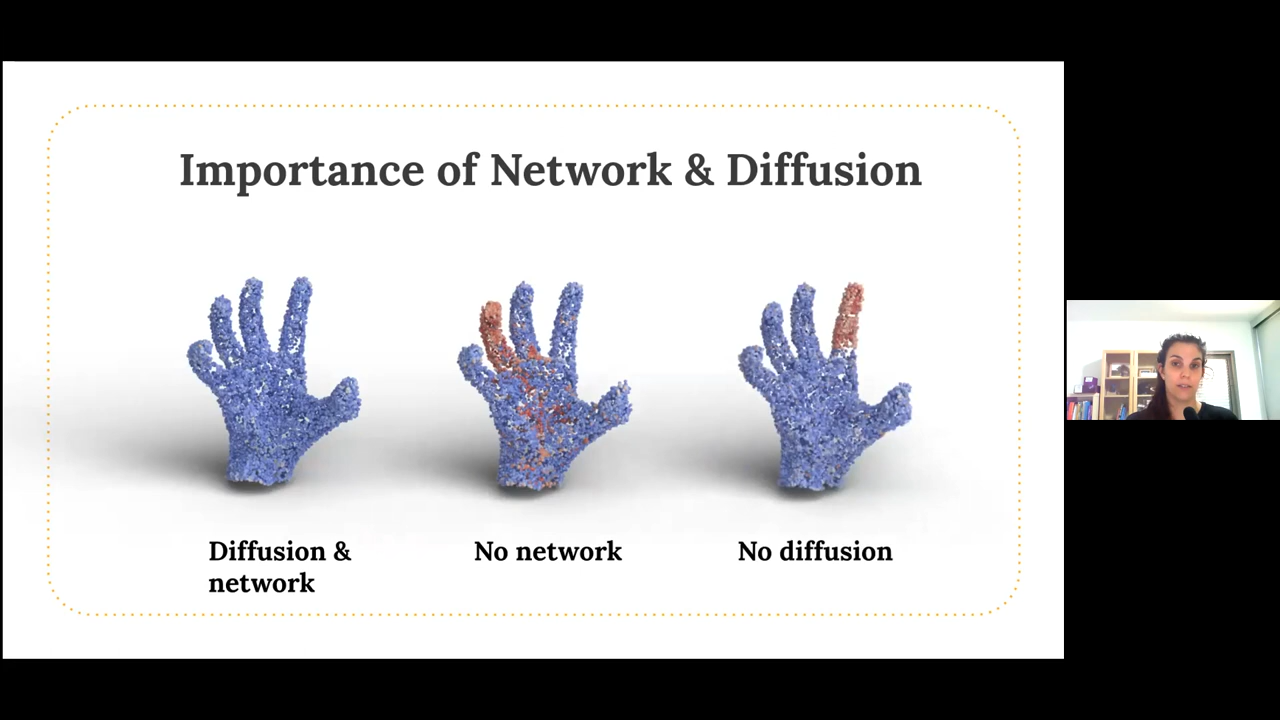 Importance of Network & Diffusion
Diffusion &
network
No network
No diffusion